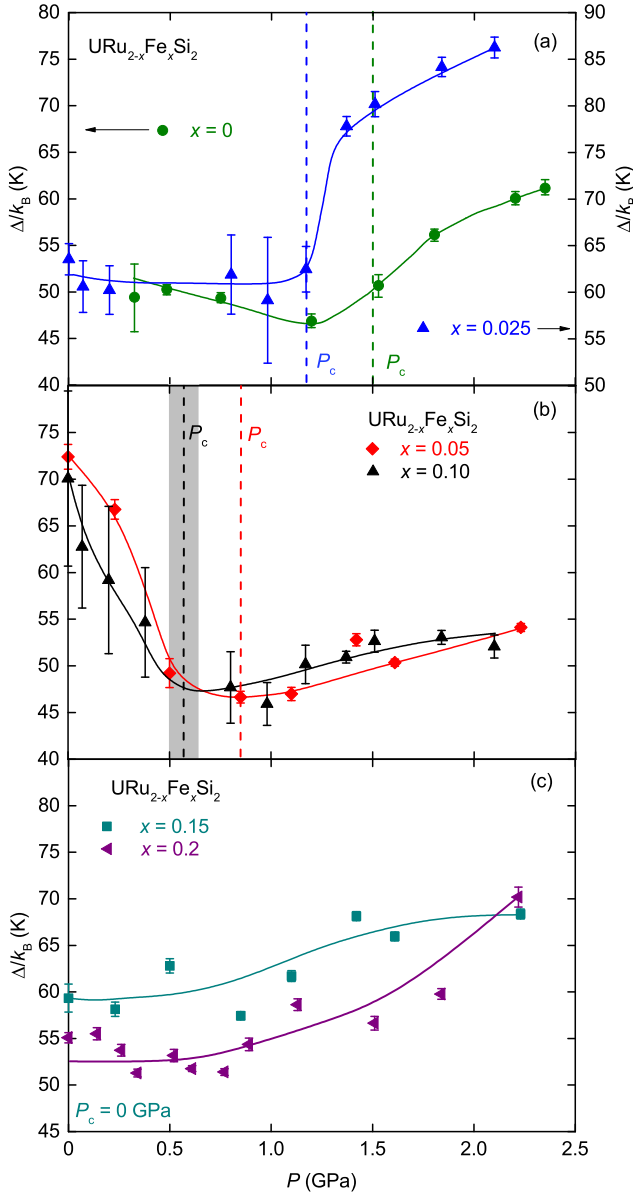 80 90
(a)
URu2-xFexSi2
75 85
70 80
x = 0
65 75
60 70
Δ/kB (K) Δ/kB (K)
55 65
50 60
x = 0.025
45 55
Pc Pc
40 50
(b)
URu2-xFexSi2
75 Pc Pc x = 0.05
x = 0.10
70
65
60
Δ/kB (K)
55
50
45
40
80 (c)
URu2-xFexSi2
x = 0.15
75
x = 0.2
70
65
Δ/kB (K)
60
55
50
Pc = 0 GPa
45
0 0.5 1.0 1.5 2.0 2.5
P (GPa)